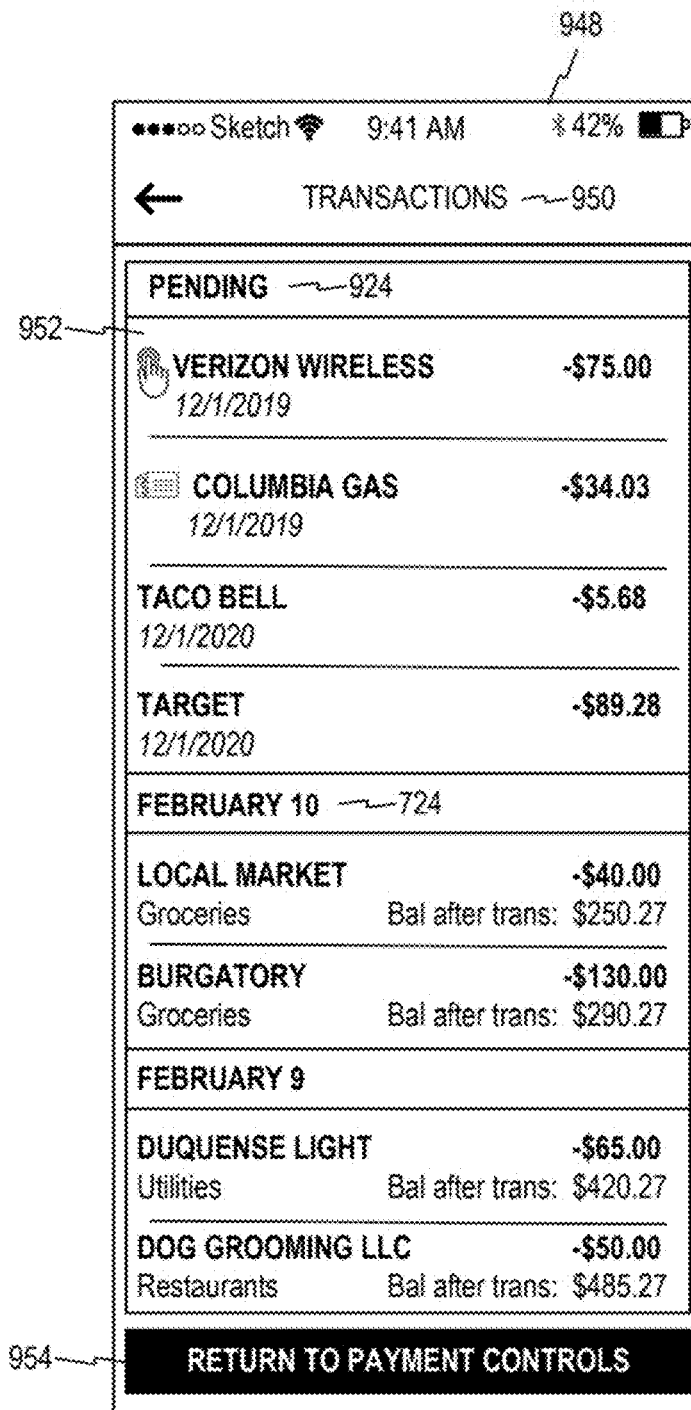 948
Sketch 9:41 AM 42%
TRANSACTIONS 950
PENDING 924
952
VERIZON WIRELESS -$75.00
12/1/2019
COLUMBIA GAS -$34.03
12/1/2019
TACO BELL -$5.68
12/1/2020
TARGET -$89.28
12/1/2020
FEBRUARY 10 724
LOCAL MARKET -$40.00
Groceries Bal after trans: $250.27
BURGATORY -$130.00
Groceries Bal after trans: $290.27
FEBRUARY 9
DUQUENSE LIGHT -$65.00
Utilities Bal after trans: $420.27
DOG GROOMING LLC -$50.00
Restaurants Bal after trans: $485.27
954 RETURN TO PAYMENT CONTROLS